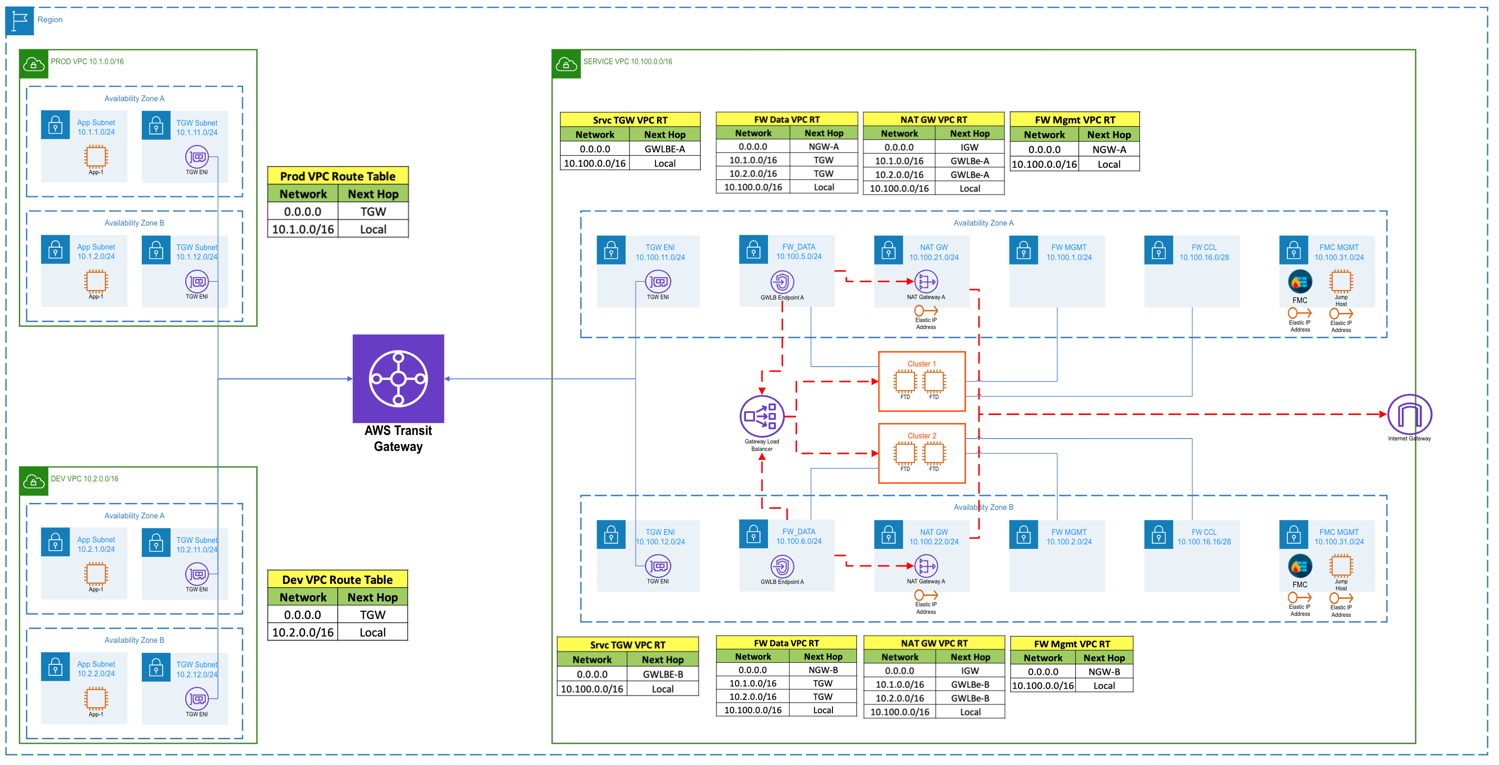 Region
PROD VPC 10.1.0.0/16
Availability Zone A
App Subnet
10.1.1.0/24
App-1
TGW Subnet
10.1.11.0/24
TGW ENI
Availability Zone B
App Subnet
10.1.2.0/24
App-1
TGW Subnet
10.1.12.0/24
TGW ENI
Prod VPC Route Table
Network Next Hop
0.0.0.0 TGW
10.1.0.0/16 Local
AWS Transit
Gateway
DEV VPC 10.2.0.0/16
Availability Zone A
App Subnet
10.2.1.0/24
App-1
TGW Subnet
10.2.11.0/24
TGW ENI
Availability Zone B
App Subnet
10.2.2.0/24
App-1
TGW Subnet
10.2.12.0/24
TGW ENI
Dev VPC Route Table
Network Next Hop
0.0.0.0 TGW
10.2.0.0/16 Local
SERVICE VPC 10.100.0.0/16
Srvc TGW VPC RT
Network Next Hop
0.0.0.0 GWLBE-A
10.100.0.0/16 Local
FW Data VPC RT
Network Next Hop
0.0.0.0 NGW-A
10.1.0.0/16 TGW
10.2.0.0/16 TGW
10.100.0.0/16 Local
NAT GW VPC RT
Network Next Hop
0.0.0.0 IGW
10.1.0.0/16 GWLBe-A
10.2.0.0/16 GWLBe-A
10.100.0.0/16 Local
FW Mgmt VPC RT
Network Next Hop
0.0.0.0 NGW-A
10.100.0.0/16 Local
Availability Zone A
TGW ENI
10.100.11.0/24
TGW ENI
FW_DATA
10.100.5.0/24
GWLB Endpoint A
NAT GW
10.100.21.0/24
NAT Gateway A
Elastic IP
Address
FW MGMT
10.100.1.0/24
FW CCL
10.100.16.0/28
FMC MGMT
10.100.31.0/24
FMC
Elastic IP
Address
Jump
Host
Elastic IP
Address
Cluster 1
FTD FTD
Gateway Load
Balancer
Cluster 2
FTD FTD
Internet Gateway
Availability Zone B
TGW ENI
10.100.12.0/24
TGW ENI
FW_DATA
10.100.6.0/24
GWLB Endpoint A
NAT GW
10.100.22.0/24
NAT Gateway A
Elastic IP
Address
FW MGMT
10.100.2.0/24
FW CCL
10.100.16.16/28
FMC MGMT
10.100.31.0/24
FMC
Elastic IP
Address
Jump
Host
Elastic IP
Address
Srvc TGW VPC RT
Network Next Hop
0.0.0.0 GWLBE-B
10.100.0.0/16 Local
FW Data VPC RT
Network Next Hop
0.0.0.0 NGW-B
10.1.0.0/16 TGW
10.2.0.0/16 TGW
10.100.0.0/16 Local
NAT GW VPC RT
Network Next Hop
0.0.0.0 IGW
10.1.0.0/16 GWLBe-B
10.2.0.0/16 GWLBe-B
10.100.0.0/16 Local
FW Mgmt VPC RT
Network Next Hop
0.0.0.0 NGW-B
10.100.0.0/16 Local